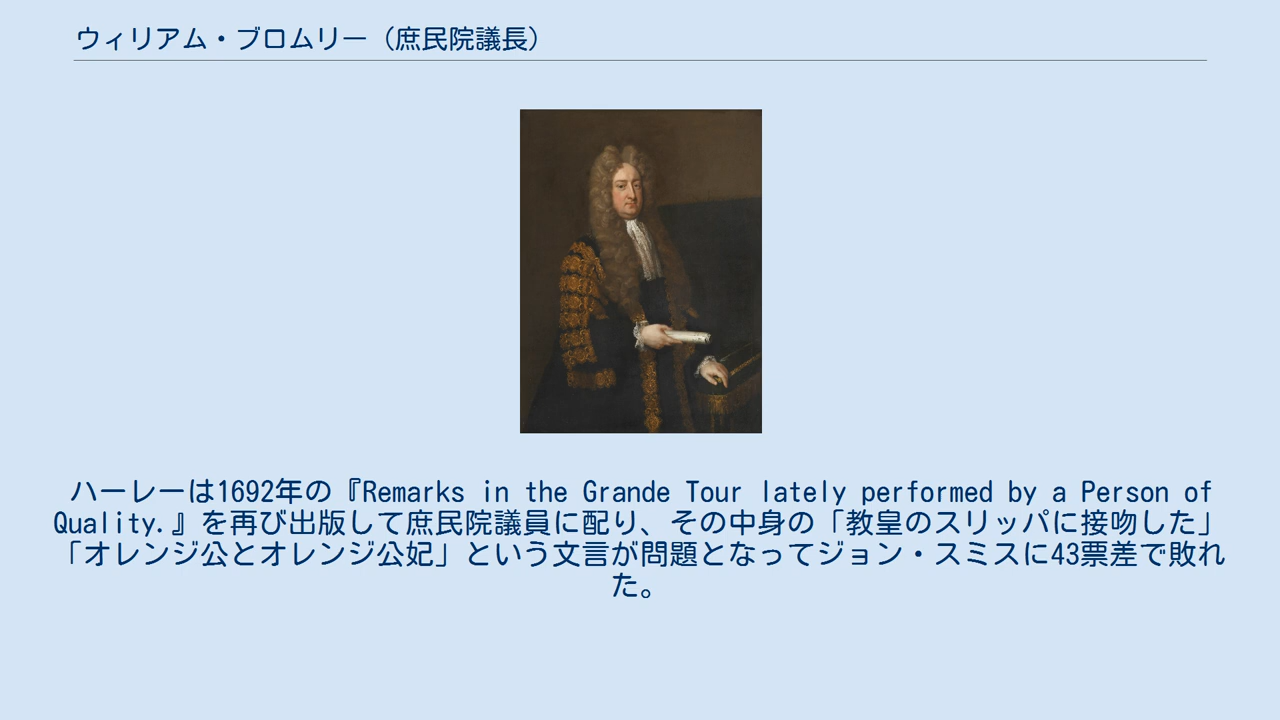 ウィリアム・ブロムリー（庶民院議長）
ハーレーは1692年の『Remarks in the Grande Tour lately performed by a Person of
Quality.』を再び出版して庶民院議員に配り、その中身の「教皇のスリッパに接吻した」
「オレンジ公とオレンジ公妃」という文言が問題となってジョン・スミスに43票差で敗れ
た。